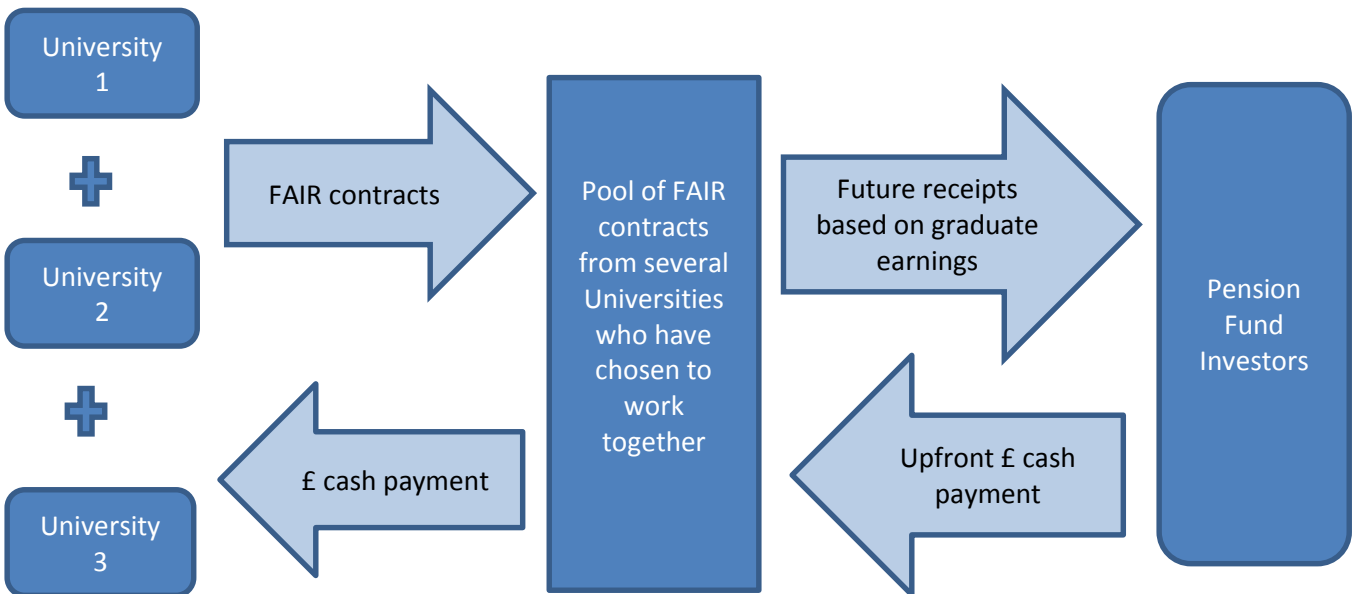 University
1
University
2
University
3
FAIR contracts
£ cash payment
Pool of FAIR
contracts
from several
Universities
who have
chosen to
work
together
Future receipts
based on graduate
earnings
Upfront £ cash
payment
Pension
Fund
Investors